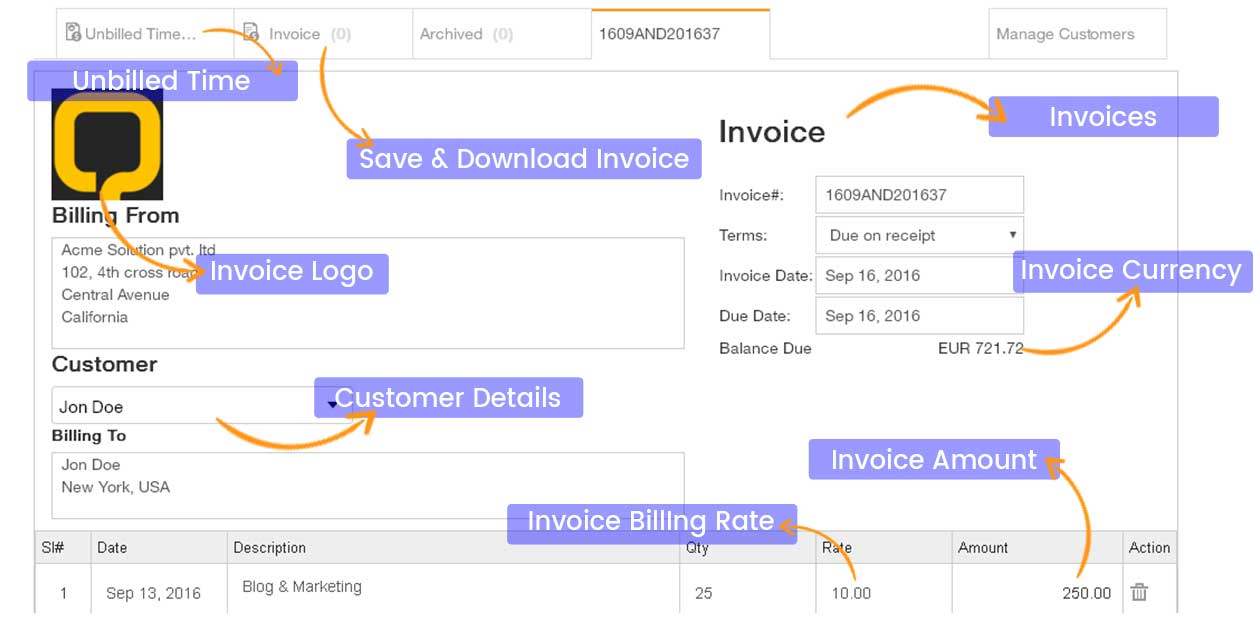 Unbilled Time...
Invoice (0)
Archived (0)
1609AND201637
Manage Customers
Unbilled Time
Invoices
Invoice
Save & Download Invoice
Invoice#: 1609AND201637
Billing From
Terms: Due on receipt
Acme Solution pvt. ltd
102, 4th cross road
Invoice Logo
Central Avenue
California
Invoice Date: Sep 16, 2016
Invoice Currency
Due Date: Sep 16, 2016
Balance Due EUR 721.72
Customer
Jon Doe
Customer Details
Billing To
Jon Doe
New York, USA
Invoice Amount
Invoice BillIng Rate
Sl# Date Description Qty Rate Amount Action
1 Sep 13, 2016 Blog & Marketing 25 10.00 250.00